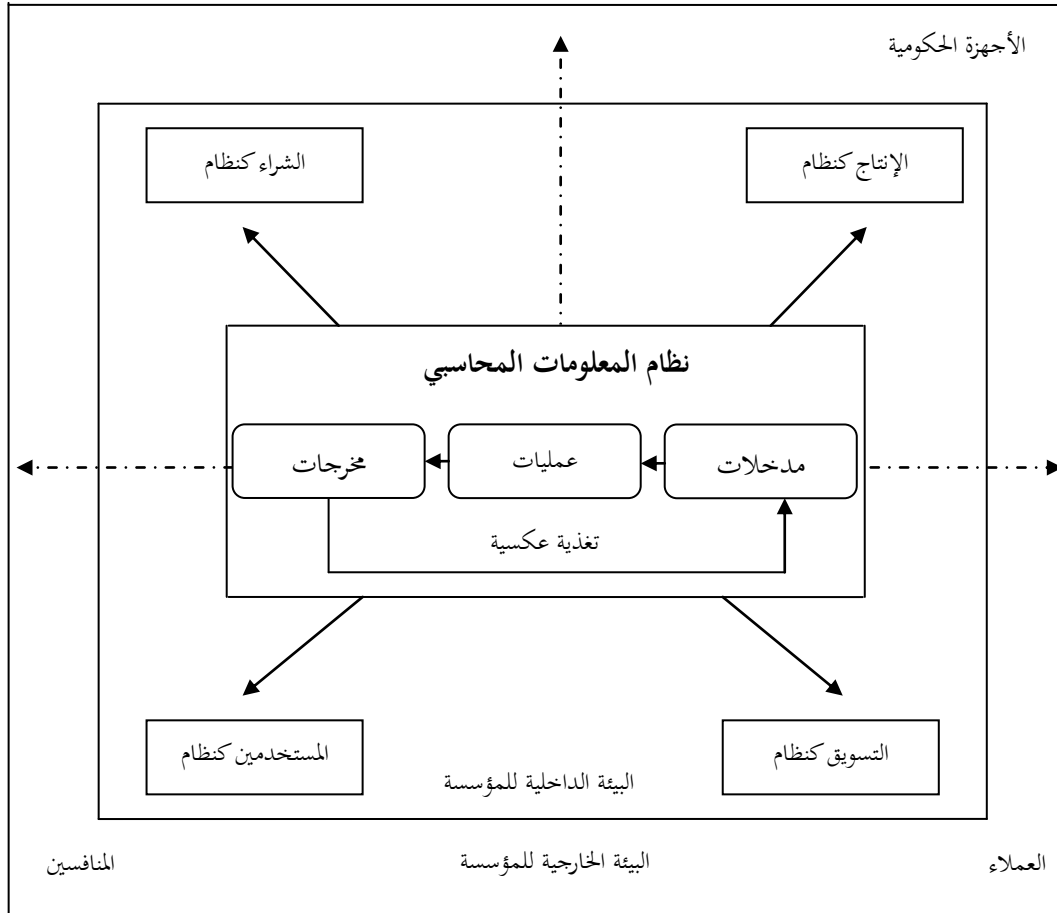 الأجهزة الحكومية
الإنتاج كنظام
الشراء كنظام
نظام المعلومات المحاسبي
مدخلات
عمليات
مخرجات
تغذية عكسية
التسويق كنظام
المستخدمين كنظام
البيئة الداخلية للمؤسسة
العملاء
البيئة الخارجية للمؤسسة
المنافسين